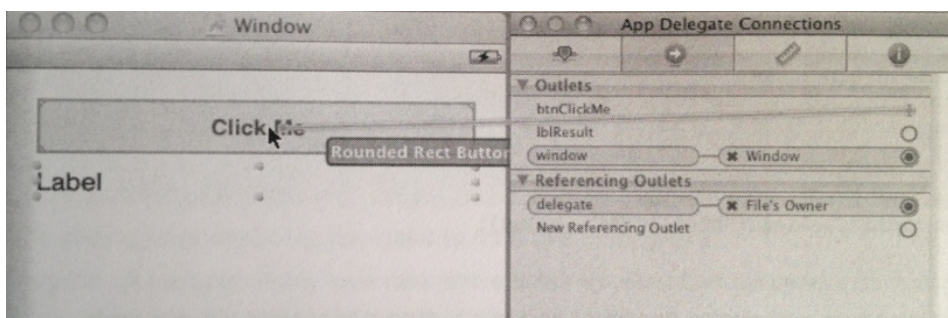 Window
Click Me
Rounded Rect Button
Label
App Delegate Connections
Outlets
btnClickMe
lblResult
window
Window
Referencing Outlets
delegate
File's Owner
New Referencing Outlet